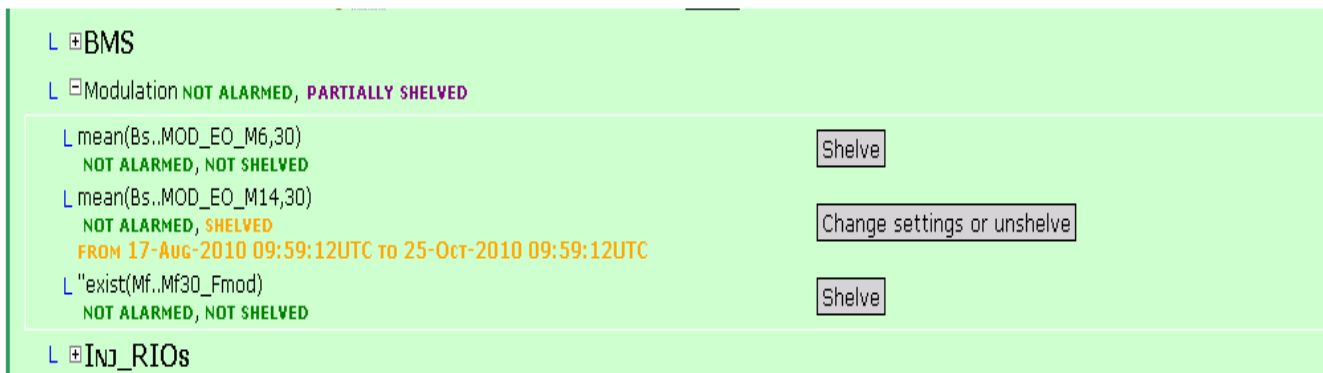 L BMS
L Modulation NOT ALARMED, PARTIALLY SHELVED
L mean(Bs..MOD_EO_M6,30)
NOT ALARMED, NOT SHELVED
Shelve
L mean(Bs..MOD_EO_M14,30)
NOT ALARMED, SHELVED
FROM 17-AUG-2010 09:59:12UTC TO 25-OCT-2010 09:59:12UTC
Change settings or unshelve
L "exist(Mf..Mf30_Fmod)
NOT ALARMED, NOT SHELVED
Shelve
L INJ_RIOs